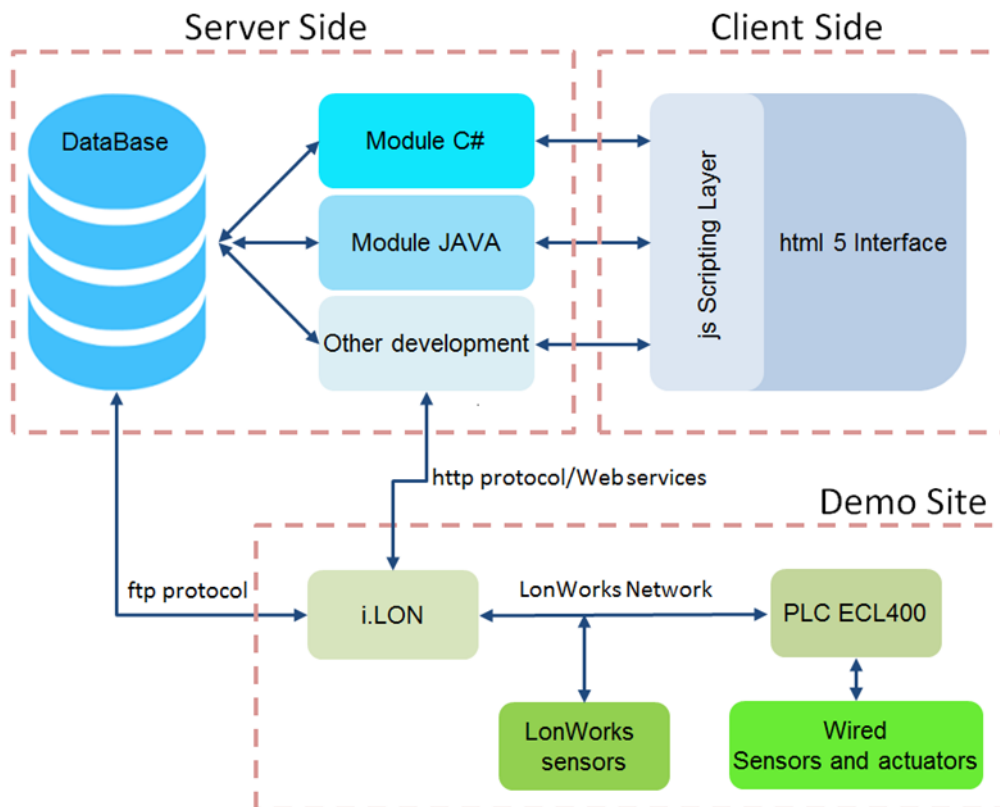 Server Side
Client Side
DataBase
Module C#
Module JAVA
Other development
js Scripting Layer
html 5 Interface
http protocol/Webservices
Demo Site
ftp protocol
i.LON
LonWorks Network
PLC ECL400
LonWorks
sensors
Wired
Sensors and actuators